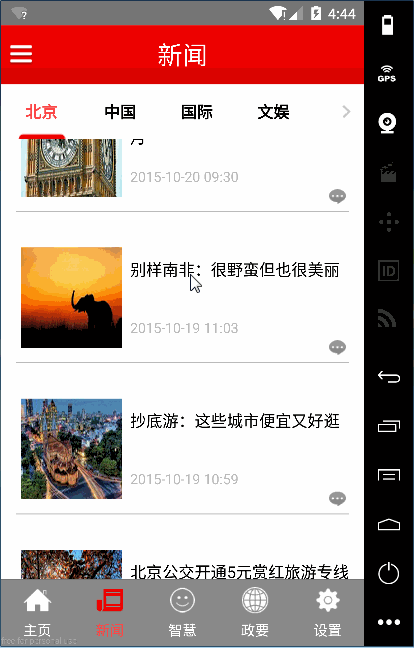 4:44
新闻
GPS
北京 中国 国际 文娱
2015-10-20 09:30
别样南非：很野蛮但也很美丽
2015-10-19 11:03
ID
抄底游：这些城市便宜又好逛
2015-10-19 10:59
北京公交开通5元赏红旅游专线
主页 新闻 智慧 政要 设置
free for personal use